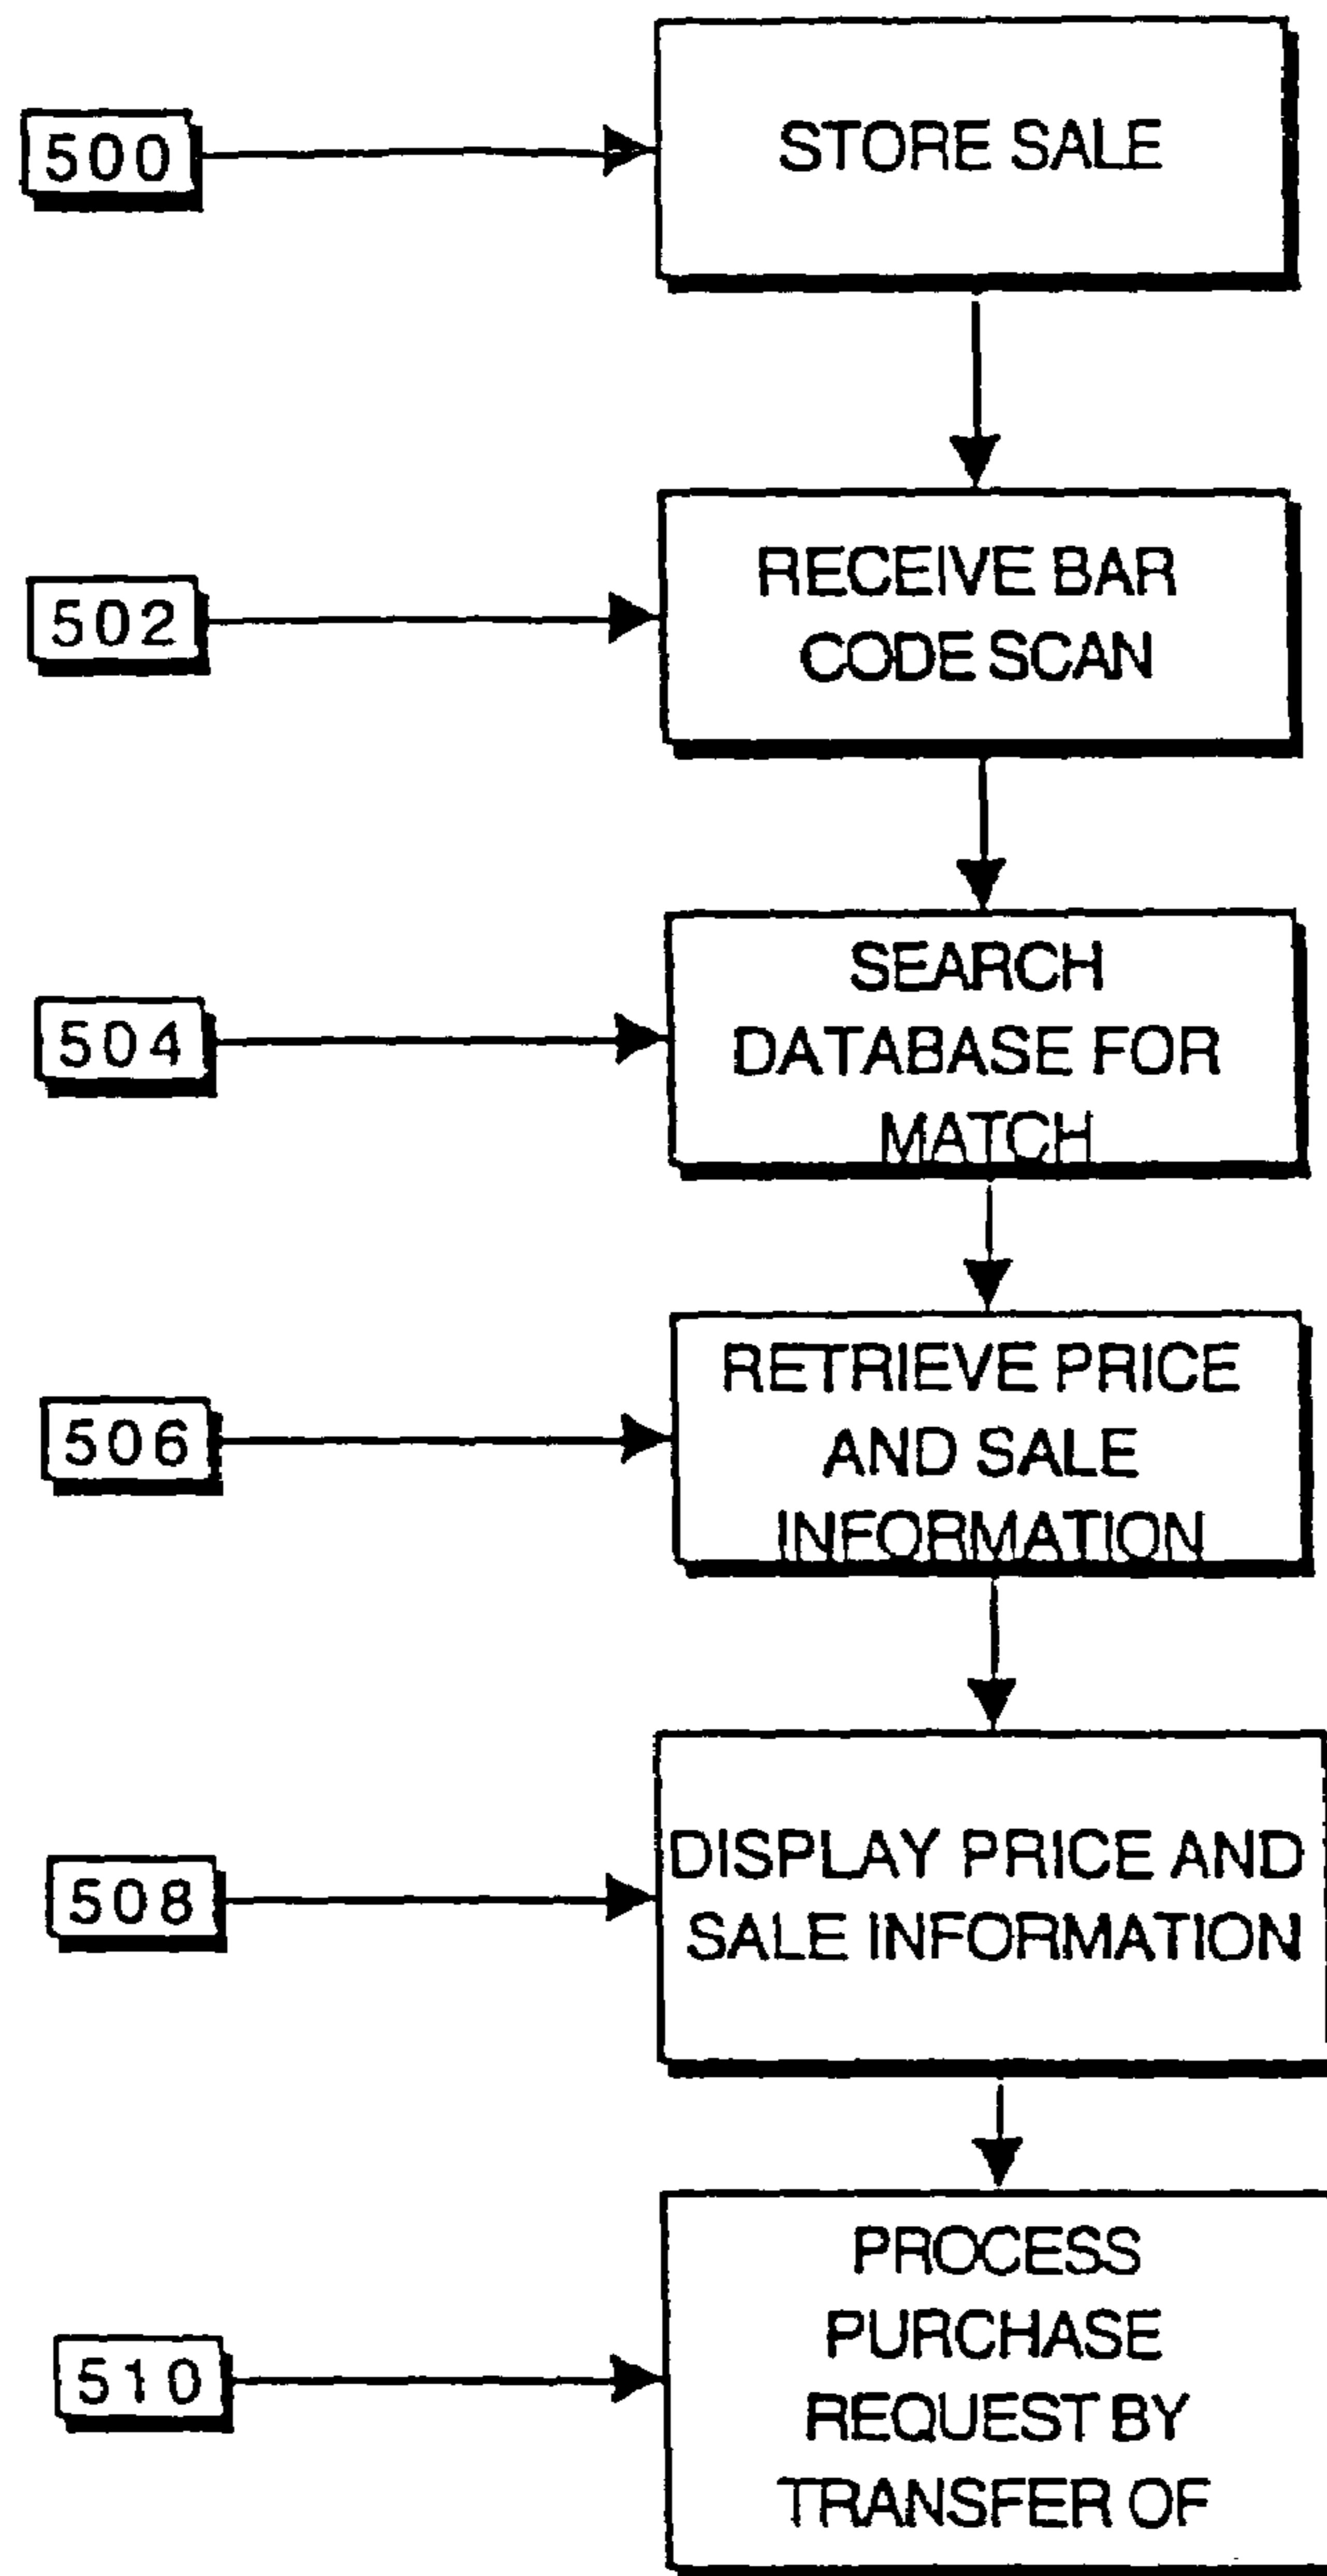 500
STORE SALE
502
RECEIVE BAR
CODE SCAN
504
SEARCH
DATABASE FOR
MATCH
506
RETRIEVE PRICE
AND SALE
INFORMATION
508
DISPLAY PRICE AND
SALE INFORMATION
510
PROCESS
PURCHASE
REQUEST BY
TRANSFER OF